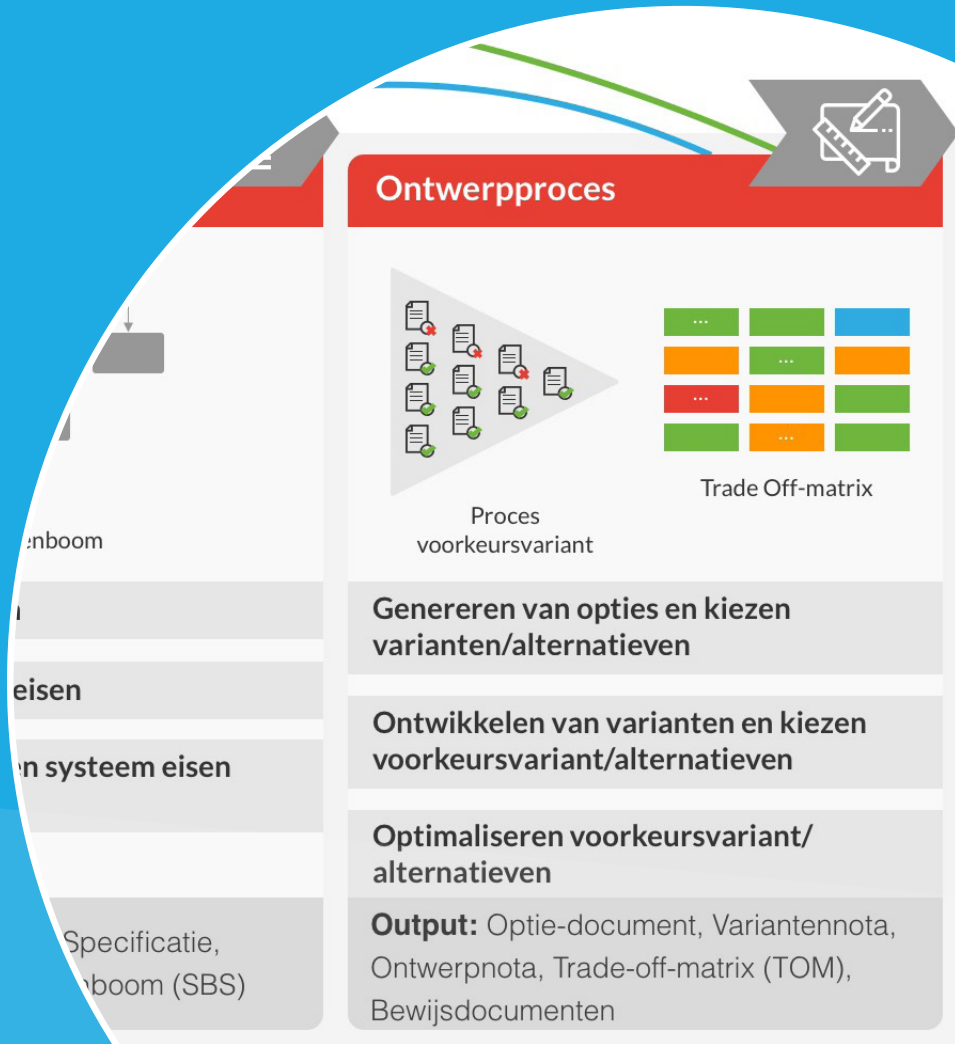 Ontwerpproces
...
...
...
...
Trade Off-matrix
Proces
voorkeursvariant
enboom
eisen
en systeem eisen
Specificatie,
boom (SBS)
Genereren van opties en kiezen
varianten/alternatieven
Ontwikkelen van varianten en kiezen
voorkeursvariant/alternatieven
Optimaliseren voorkeursvariant/
alternatieven
Output: Optie-document, Variantennota,
Ontwerpnota, Trade-off-matrix (TOM),
Bewijsdocumenten